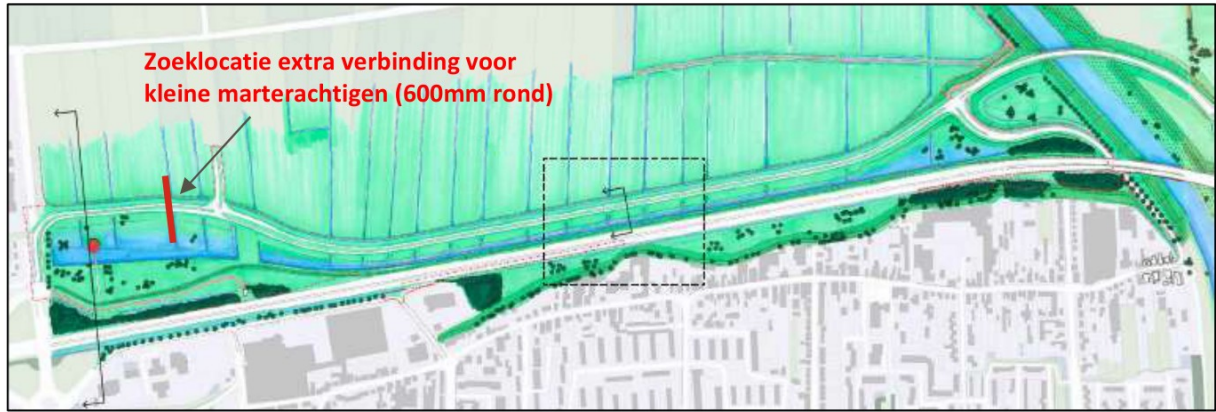 Zoeklocatie extra verbinding voor
kleine marterachtigen (600mm rond)